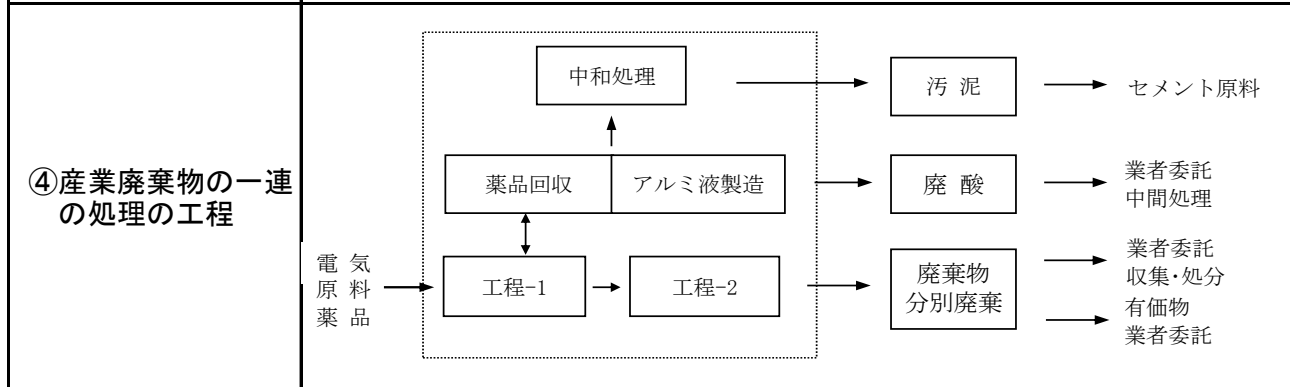 ④産業廃棄物の一連
の処理の工程
中和処理
汚 泥
セメント原料
薬品回収
アルミ液製造
廃 酸
業者委託
中間処理
電 気
原 料
薬 品
工程-1
工程-2
廃棄物
分別廃棄
業者委託
収集・処分
有価物
業者委託